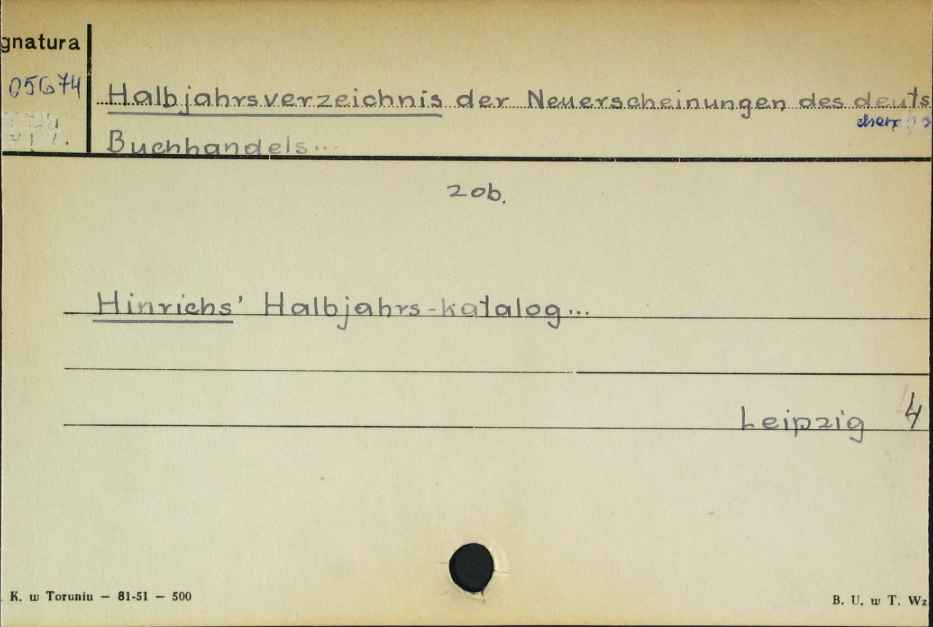 gnatura
05674
Halbjahrsverzeichnis der Neuerscheinungen des deuts
chen
Buchhandels...
zob.
Hinrichs' Halbjahrs-katalog...
Leipzig 4
K. w Toruniu — 81-51 — 500
B. U. w T. Wz